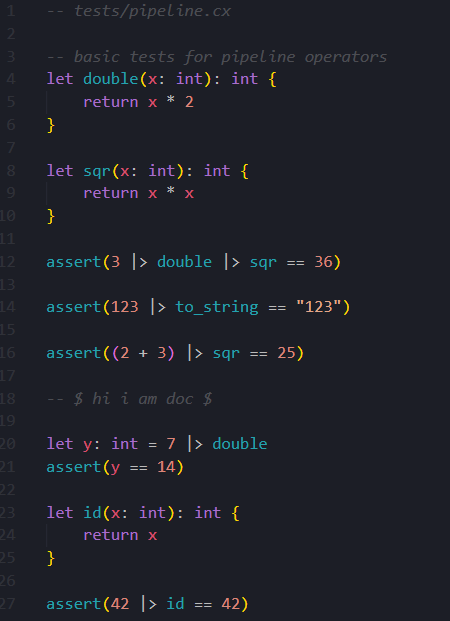 1 -- tests/pipeline.cx
2
3 -- basic tests for pipeline operators
4 let double(x: int): int {
5     return x * 2
6 }
7
8 let sqr(x: int): int {
9     return x * x
10 }
11
12 assert(3 |> double |> sqr == 36)
13
14 assert(123 |> to_string == "123")
15
16 assert((2 + 3) |> sqr == 25)
17
18 -- $ hi i am doc $
19
20 let y: int = 7 |> double
21 assert(y == 14)
22
23 let id(x: int): int {
24     return x
25 }
26
27 assert(42 |> id == 42)